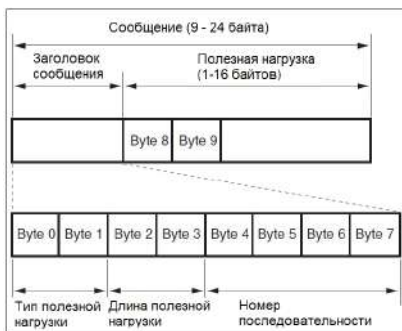 Сообщение (9 - 24 байта)
Заголовок сообщения
Полезная нагрузка (1-16 байтов)
Byte 8 Byte 9
Byte 0 Byte 1 Byte 2 Byte 3 Byte 4 Byte 5 Byte 6 Byte 7
Тип полезной нагрузки
Длина полезной нагрузки
Номер последовательности